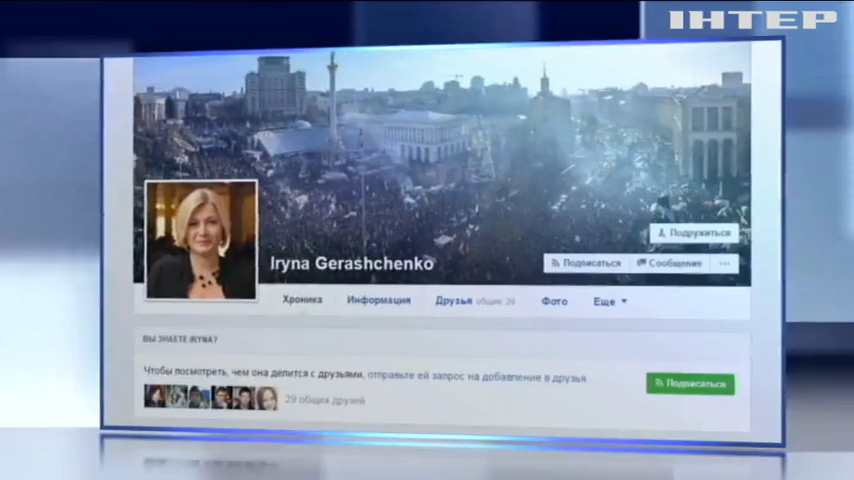 ІНТЕР
Подружиться
Iryna Gerashchenko
Подписаться
Сообщение
Хроника
Информация
Друзья общие 29
Фото
Еще
ВЫ ЗНАЕТЕ IRYNA?
Чтобы посмотреть, чем она делится с друзьями, отправьте ей запрос на добавление в друзья.
Подписаться
29 общих друзей